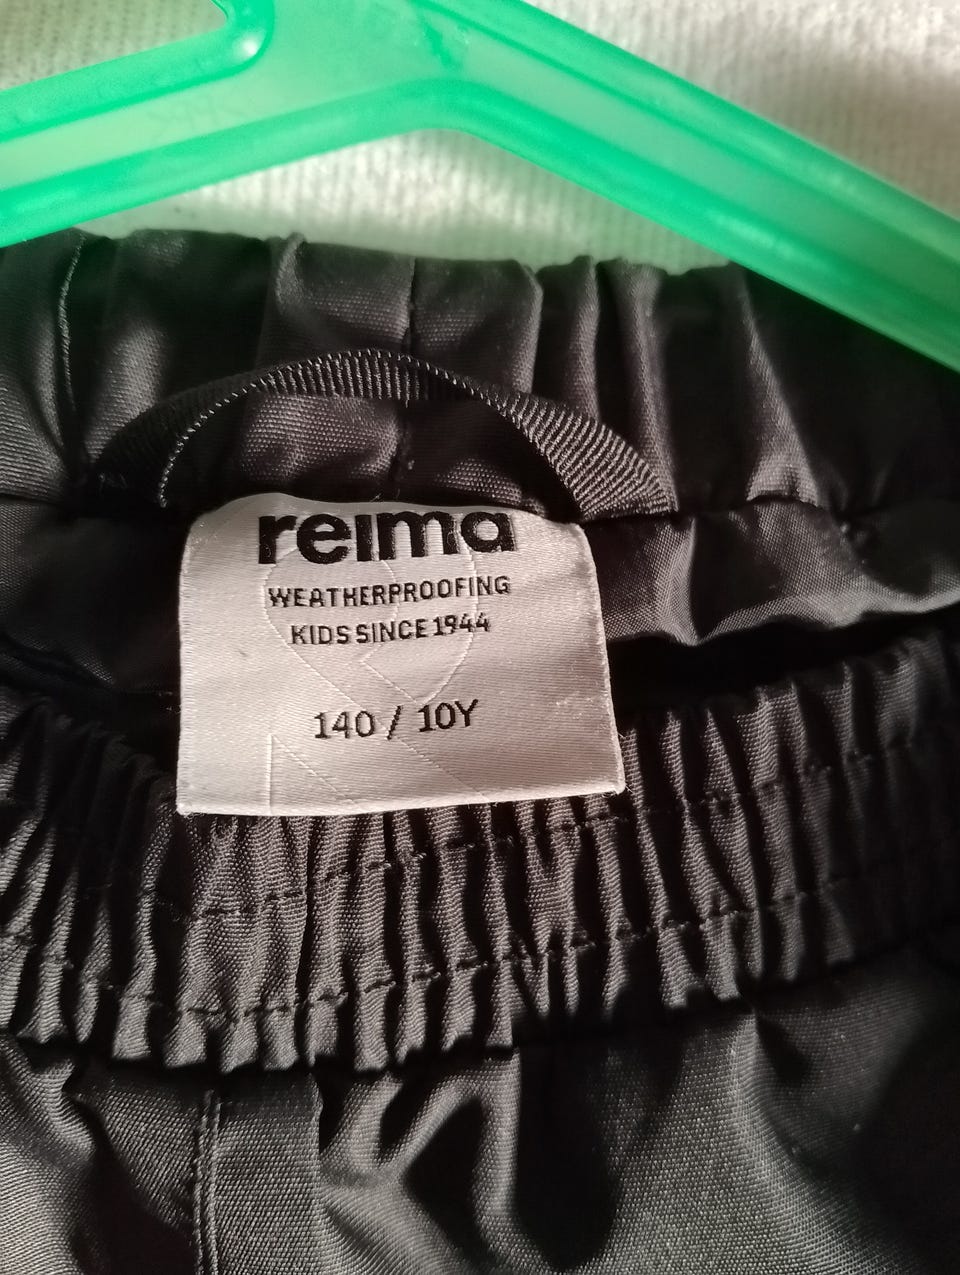 reima
WEATHERPROOFING
KIDS SINCE 1944
140 / 10Y